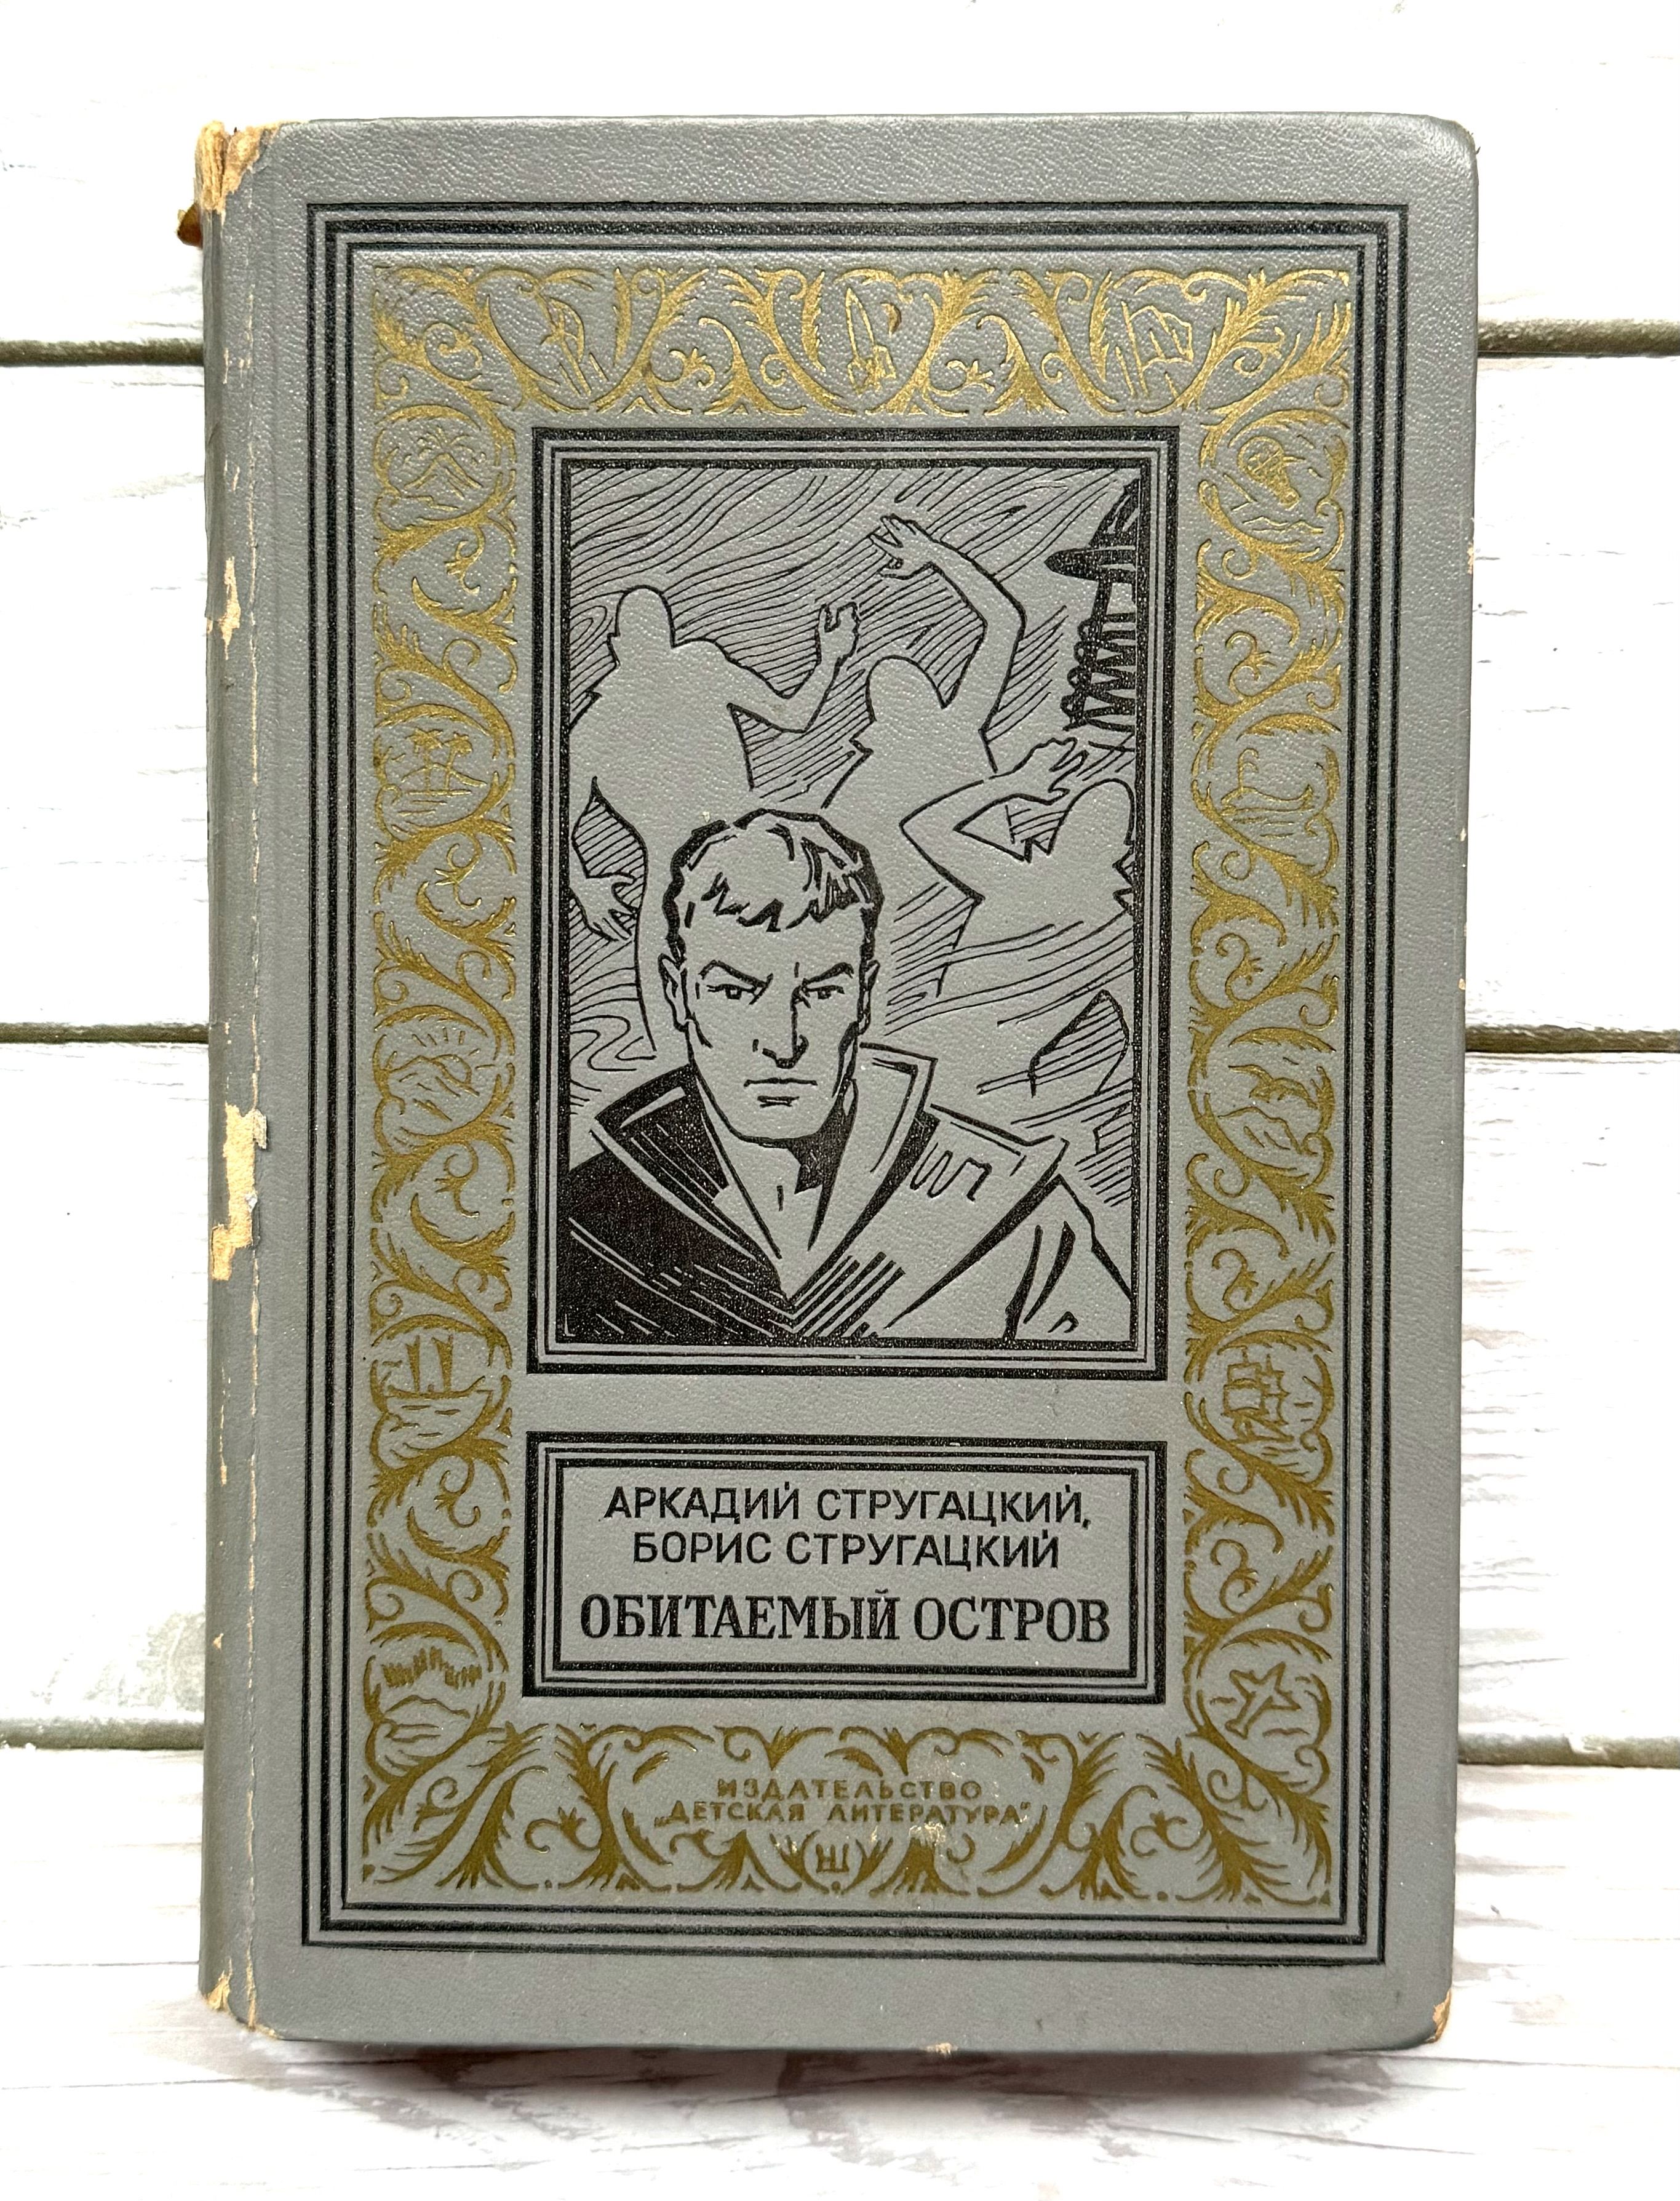 АРКАДИЙ СТРУГАЦКИЙ,
БОРИС СТРУГАЦКИЙ
ОБИТАЕМЫЙ ОСТРОВ
ИЗДАТЕЛЬСТВО
„ДЕТСКАЯ ЛИТЕРАТУРА"